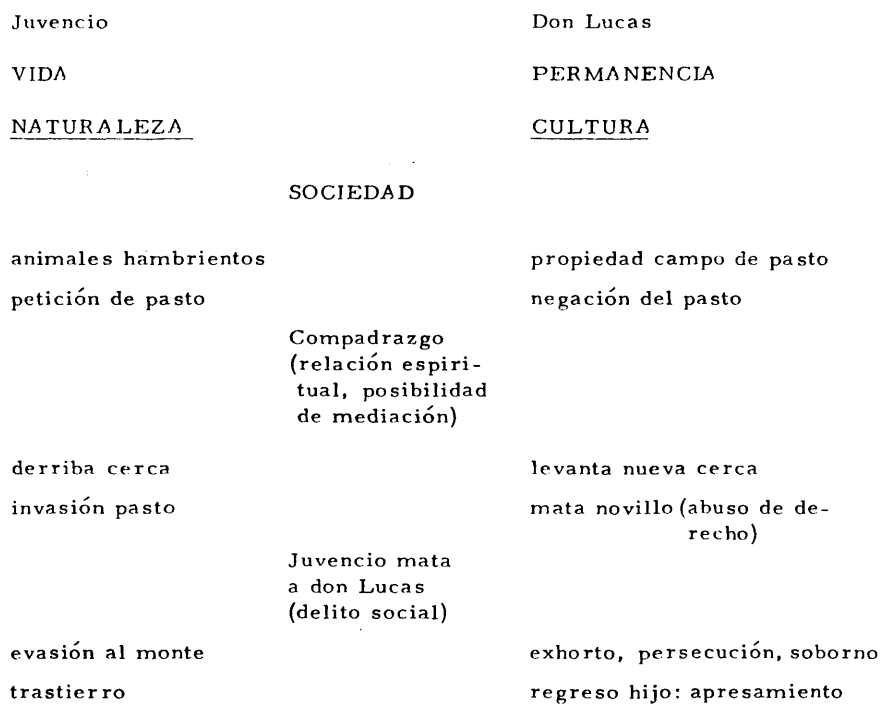 Juvencio Don Lucas
VIDA PERMANENCIA
NATURALEZA CULTURA
SOCIEDAD
animales hambrientos propiedad campo de pasto
petición de pasto negación del pasto
Compadrazgo
(relación espiri-
tual, posibilidad
de mediación)
derriba cerca levanta nueva cerca
invasión pasto mata novillo (abuso de de-
recho)
Juvencio mata
a don Lucas
(delito social)
evasión al monte exhorto, persecución, soborno
trastierro regreso hijo: apresamiento